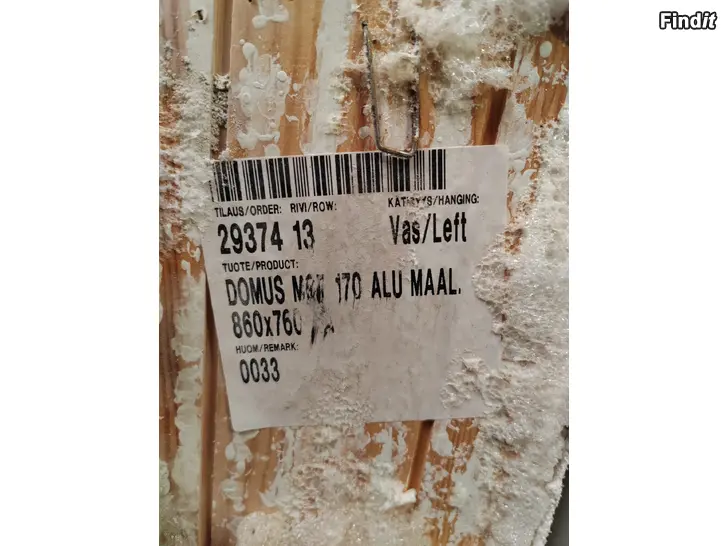 Findit
TILAUS/ORDER: RIVI/ROW: KÄTISYYS/HANGING:
29374 13 Vas/Left
TUOTE/PRODUCT:
DOMUS 170 ALU MAAL.
860x760
HUOM/REMARK:
0033